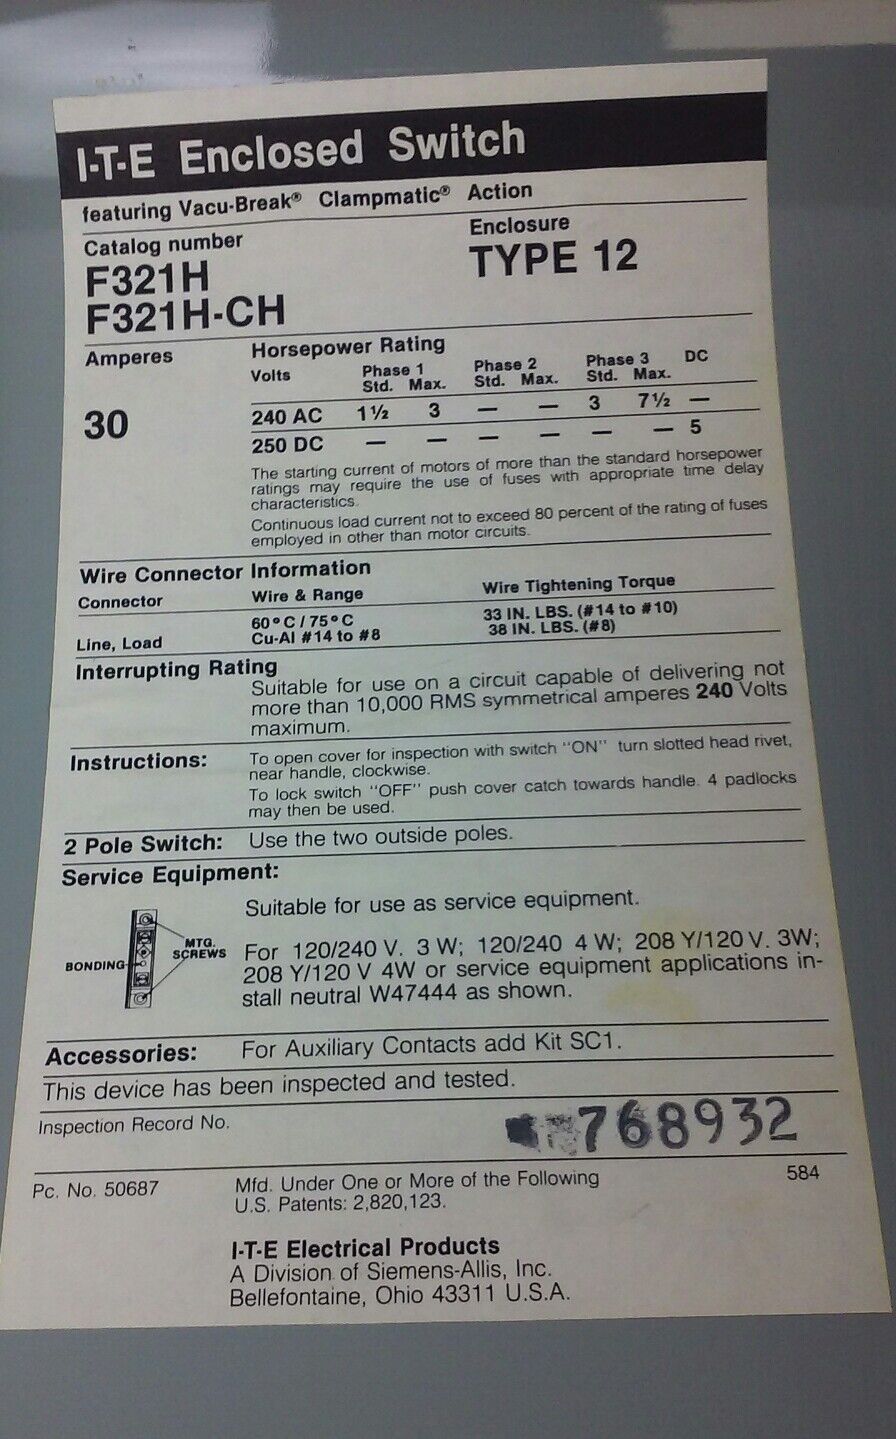 I-T-E Enclosed Switch
featuring Vacu-Break® Clampmatic® Action
Catalog number Enclosure
F321H TYPE 12
F321H-CH
Amperes Horsepower Rating
Volts Phase 1 Phase 2 Phase 3 DC
Std. Max. Std. Max. Std. Max.
30 240 AC 1½ 3 — — 3 7½ —
250 DC — — — — — — 5
The starting current of motors of more than the standard horsepower
ratings may require the use of fuses with appropriate time delay
characteristics.
Continuous load current not to exceed 80 percent of the rating of fuses
employed in other than motor circuits.
Wire Connector Information
Connector Wire & Range Wire Tightening Torque
60°C/75°C 33 IN. LBS. (#14 to #10)
Line, Load Cu-Al #14 to #8 38 IN. LBS. (#8)
Interrupting Rating
Suitable for use on a circuit capable of delivering not
more than 10,000 RMS symmetrical amperes 240 Volts
maximum.
Instructions: To open cover for inspection with switch "ON" turn slotted head rivet,
near handle, clockwise.
To lock switch "OFF" push cover catch towards handle. 4 padlocks
may then be used.
2 Pole Switch: Use the two outside poles.
Service Equipment:
Suitable for use as service equipment.
MTG.
SCREWS
BONDING
For 120/240 V. 3 W; 120/240 4 W; 208 Y/120 V. 3W;
208 Y/120 V 4W or service equipment applications in-
stall neutral W47444 as shown.
Accessories: For Auxiliary Contacts add Kit SC1.
This device has been inspected and tested.
Inspection Record No. 768932
Pc. No. 50687 Mfd. Under One or More of the Following 584
U.S. Patents: 2,820,123.
I-T-E Electrical Products
A Division of Siemens-Allis, Inc.
Bellefontaine, Ohio 43311 U.S.A.